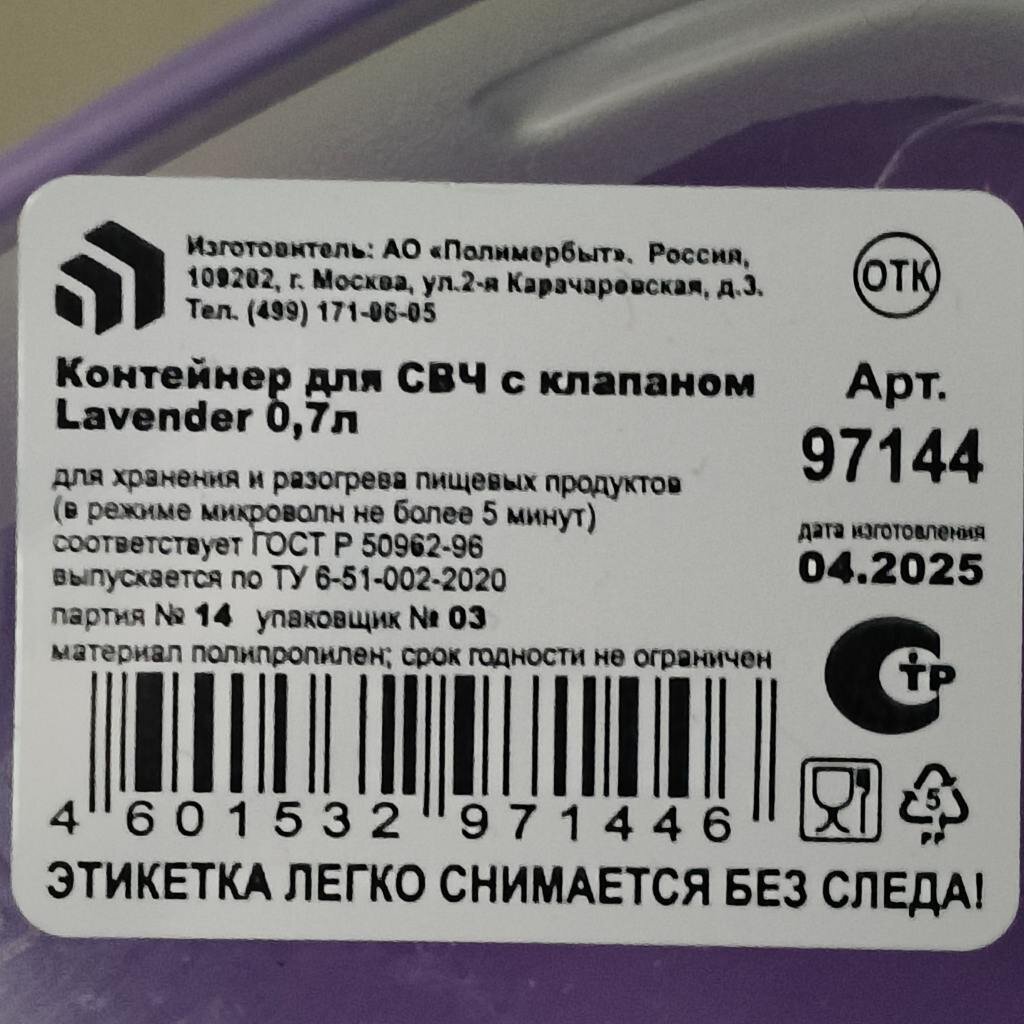 Изготовитель: АО «Полимербыт». Россия,
109202, г. Москва, ул.2-я Карачаровская, д.3.
Тел. (499) 171-06-05
ОТК
Контейнер для СВЧ с клапаном
Lavender 0,7л
Арт.
97144
для хранения и разогрева пищевых продуктов
(в режиме микроволн не более 5 минут)
соответствует ГОСТ Р 50962-96
выпускается по ТУ 6-51-002-2020
дата изготовления
04.2025
партия № 14 упаковщик № 03
материал полипропилен; срок годности не ограничен
СТР
4 601532 971446
5
PP
ЭТИКЕТКА ЛЕГКО СНИМАЕТСЯ БЕЗ СЛЕДА!